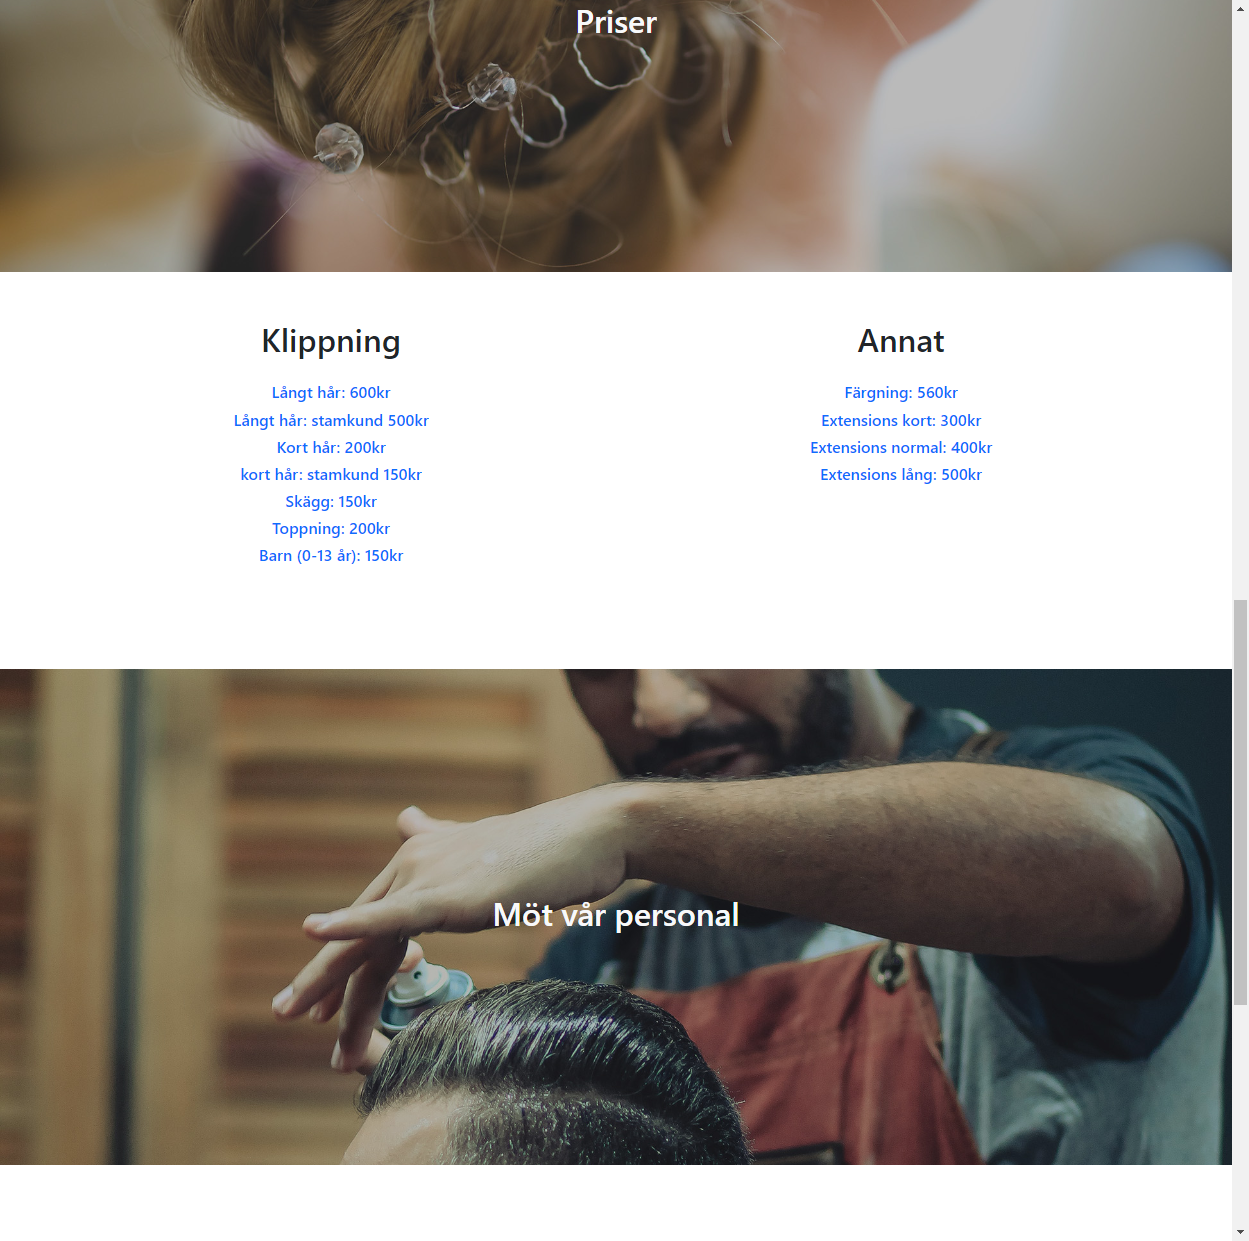 Priser
Klippning
Långt hår: 600kr
Långt hår: stamkund 500kr
Kort hår: 200kr
kort hår: stamkund 150kr
Skägg: 150kr
Toppning: 200kr
Barn (0-13 år): 150kr
Annat
Färgning: 560kr
Extensions kort: 300kr
Extensions normal: 400kr
Extensions lång: 500kr
Möt vår personal